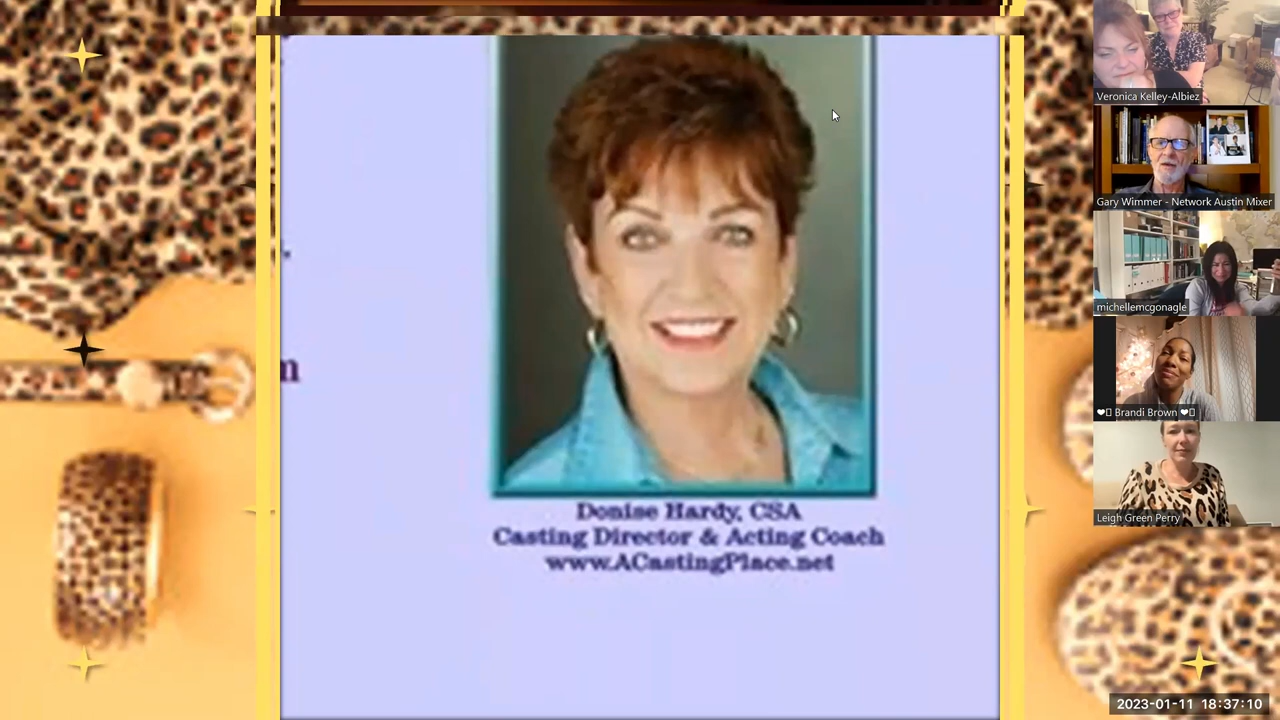 Donise Hardy, CSA
Casting Director & Acting Coach
www.ACastingPlace.net
Veronica Kelley-Albiez
Gary Wimmer - Network Austin Mixer
michellemcgonagle
❤ Brandi Brown ❤
Leigh Green Perry
2023-01-11 18:37:10